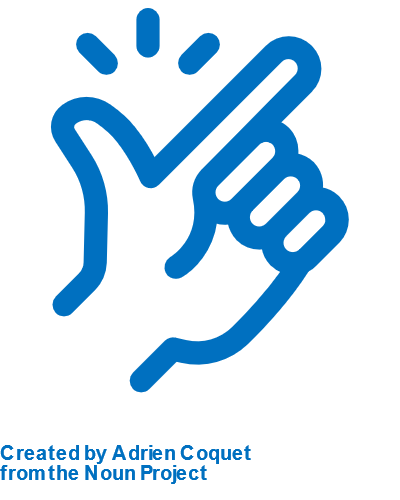 Created by Adrien Coquet
from the Noun Project